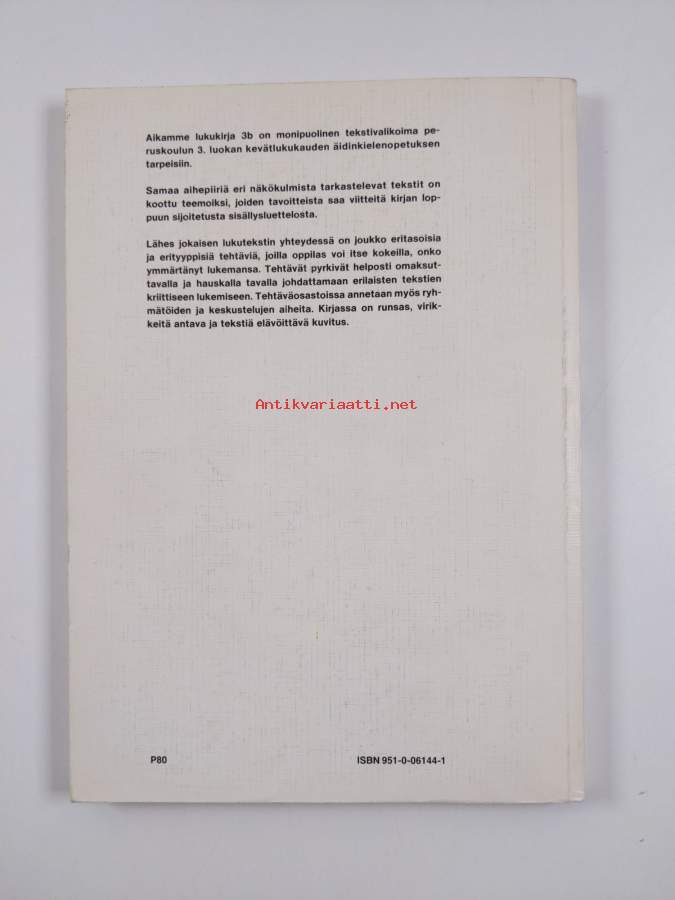 Aikamme lukukirja 3b on monipuolinen tekstivalikoima pe-
ruskoulun 3. luokan kevätlukukauden äidinkielenopetuksen
tarpeisiin.
Samaa aihepiiriä eri näkökulmista tarkastelevat tekstit on
koottu teemoiksi, joiden tavoitteista saa viitteitä kirjan lop-
puun sijoitetusta sisällysluettelosta.
Lähes jokaisen lukutekstin yhteydessä on joukko eritasoisia
ja erityyppisiä tehtäviä, joilla oppilas voi itse kokeilla, onko
ymmärtänyt lukemansa. Tehtävät pyrkivät helposti omaksut-
tavalla ja hauskalla tavalla johdattamaan erilaisten tekstien
kriittiseen lukemiseen. Tehtäväosastoissa annetaan myös ryh-
mätöiden ja keskustelujen aiheita. Kirjassa on runsas, virik-
keitä antava ja tekstiä elävöittävä kuvitus.
Antikvariaatti.net
P80 ISBN 951-0-06144-1